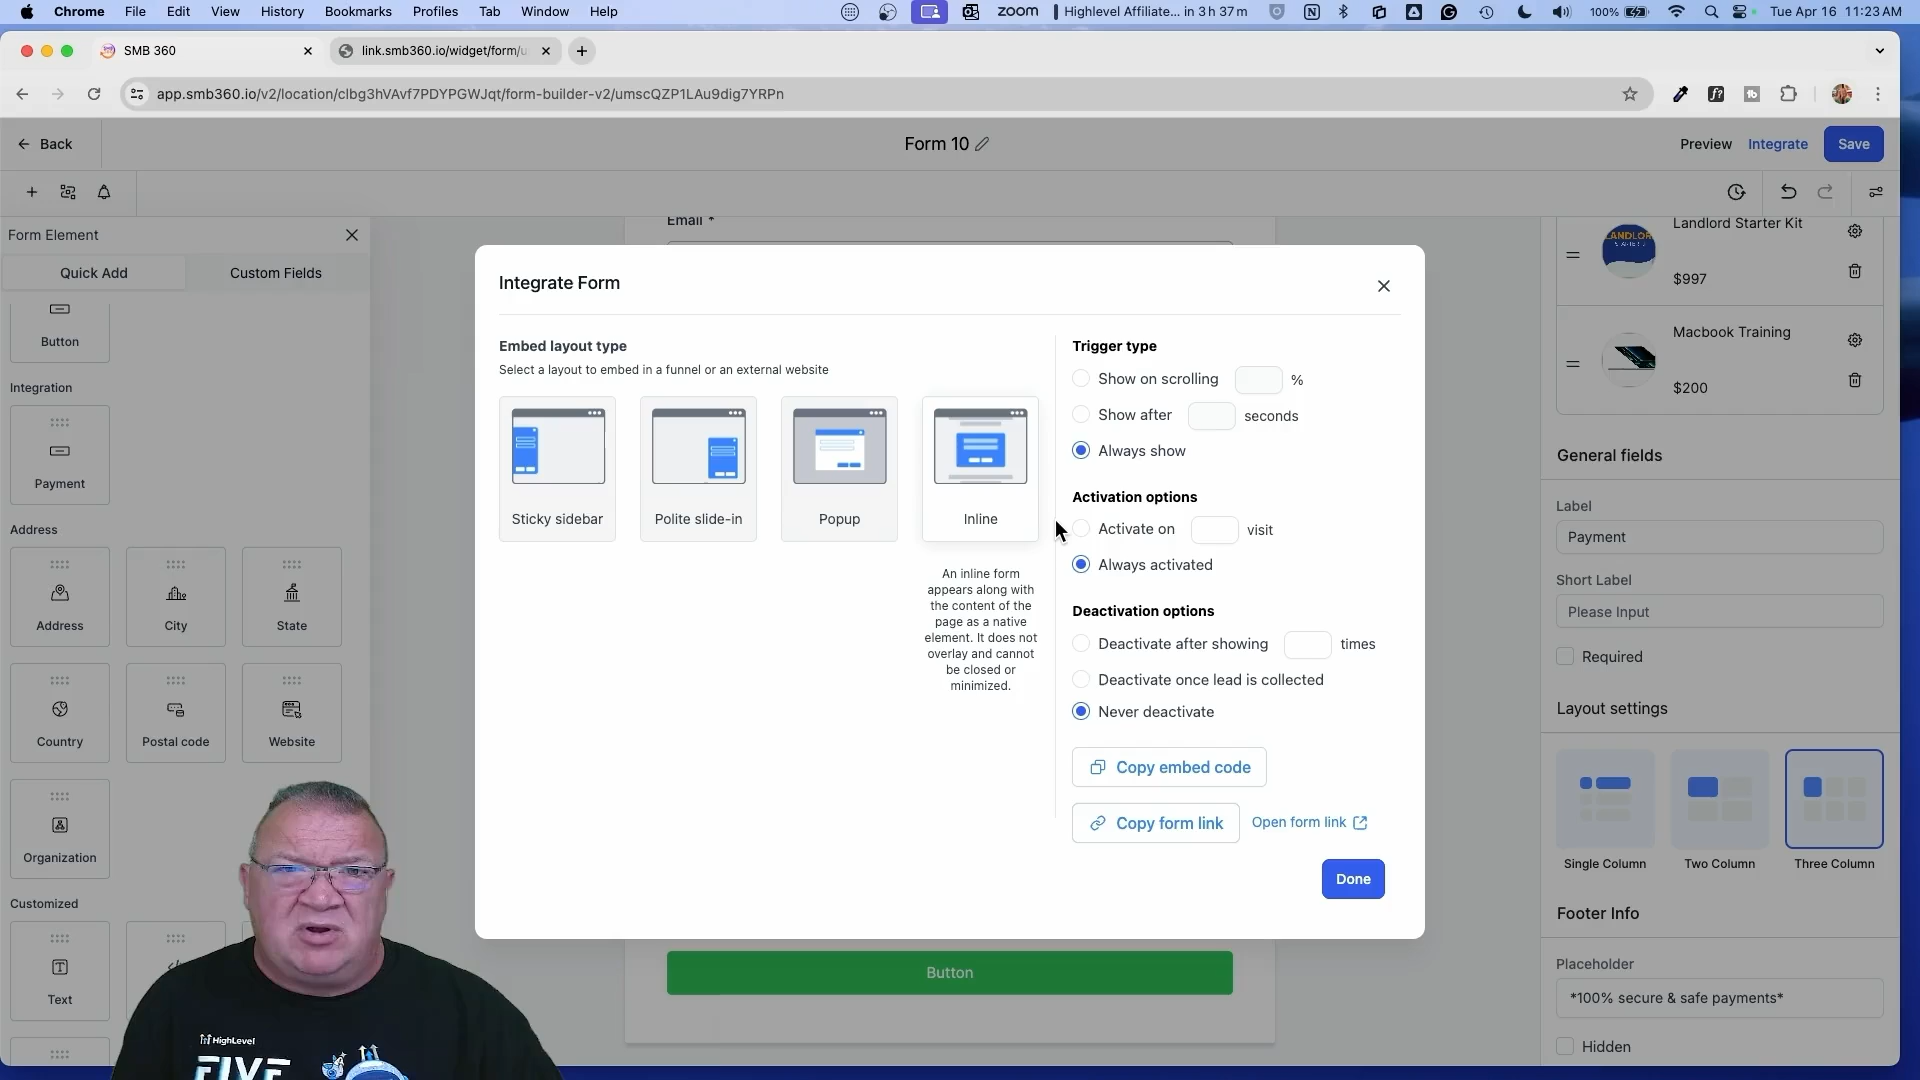 Chrome File Edit View History Bookmarks Profiles Tab Window Help
zoom Highlevel Affiliate... in 3 h 37 m 100% Tue Apr 16 11:23 AM
SMB 360
link.smb360.io/widget/form/u
app.smb360.io/v2/location/clbg3hVAvf7PDYPGWJqt/form-builder-v2/umscQZP1LAu9dig7YRPn
Back
Form 10
Preview Integrate Save
Form Element
Quick Add Custom Fields
Button
Integration
Payment
Address
Address City State
Country Postal code Website
Organization
Customized
Text
HighLevel
FIVE
Email *
Button
Integrate Form
Embed layout type
Select a layout to embed in a funnel or an external website
Sticky sidebar Polite slide-in Popup Inline
An inline form
appears along with
the content of the
page as a native
element. It does not
overlay and cannot
be closed or
minimized.
Trigger type
Show on scrolling %
Show after seconds
Always show
Activation options
Activate on visit
Always activated
Deactivation options
Deactivate after showing times
Deactivate once lead is collected
Never deactivate
Copy embed code
Copy form link Open form link
Done
Landlord Starter Kit
$997
Macbook Training
$200
General fields
Label
Payment
Short Label
Please Input
Required
Layout settings
Single Column Two Column Three Column
Footer Info
Placeholder
*100% secure & safe payments*
Hidden